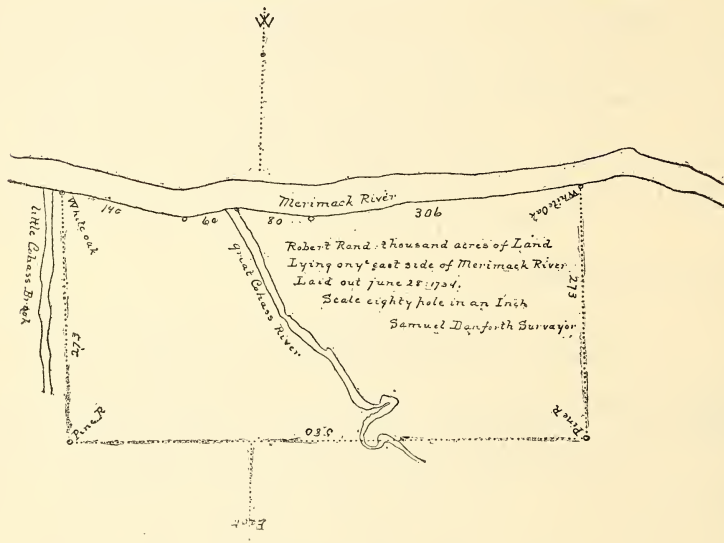 W
Merimack River
White oak
140
60
80
306
White Oak
little Cohass Brook
great Cohass River
Robert Rand : thousand acres of Land
Lying on yᵉ east side of Merimack River
Laid out june 28: 1734.
Scale eighty pole in an Inch
Samuel Danforth Survayor
273
273
Pine R
580
Pine R
East